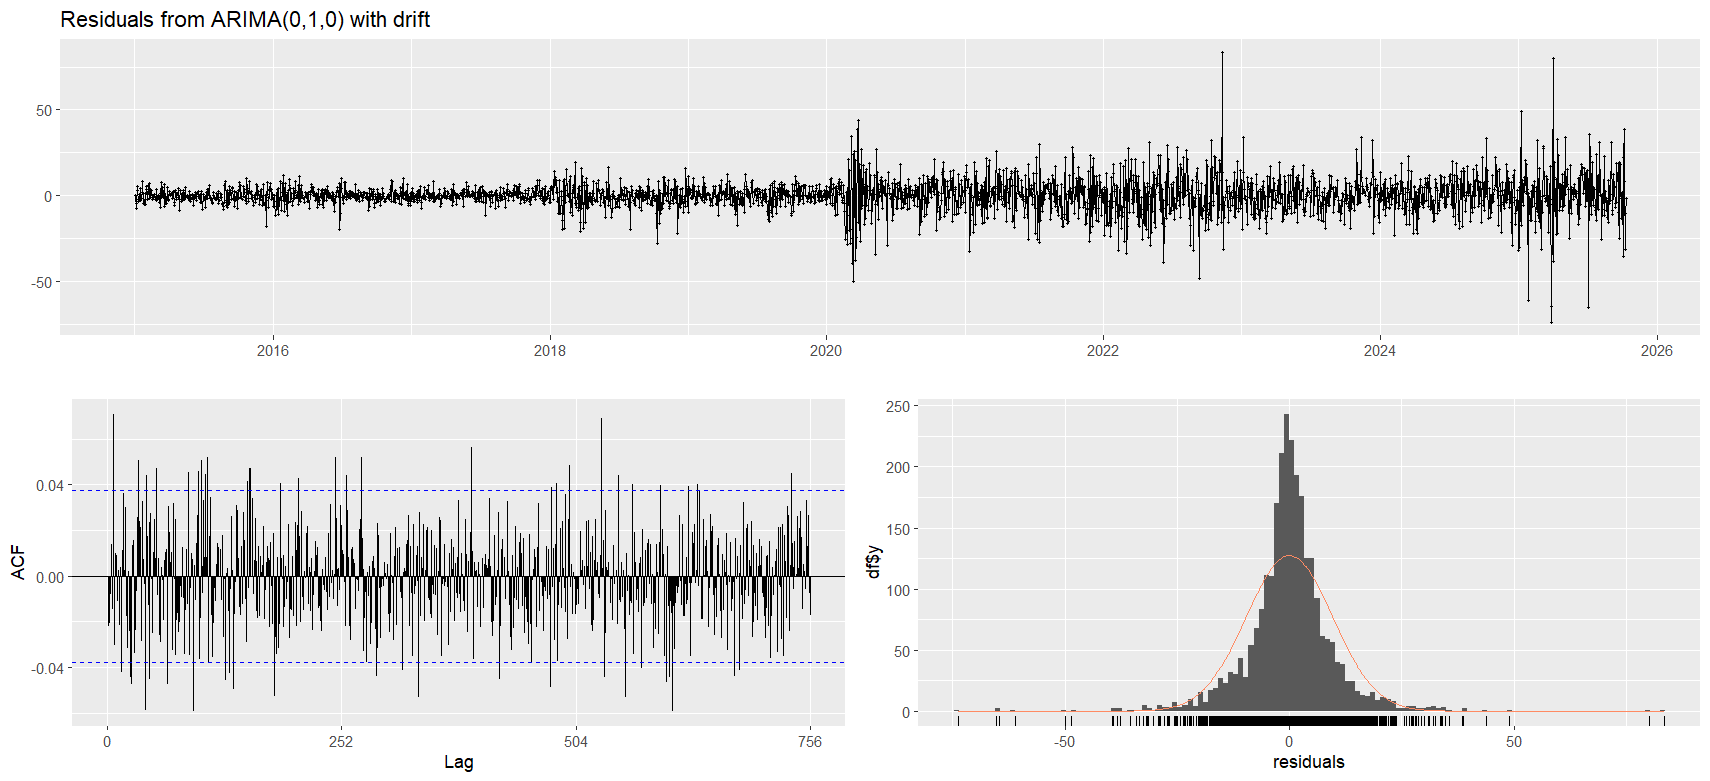 Residuals from ARIMA(0,1,0) with drift
50
0
-50
2016 2018 2020 2022 2024 2026
ACF
0.04
0.00
-0.04
0 252 504 756
Lag
df$y
250
200
150
100
50
0
-50 0 50
residuals